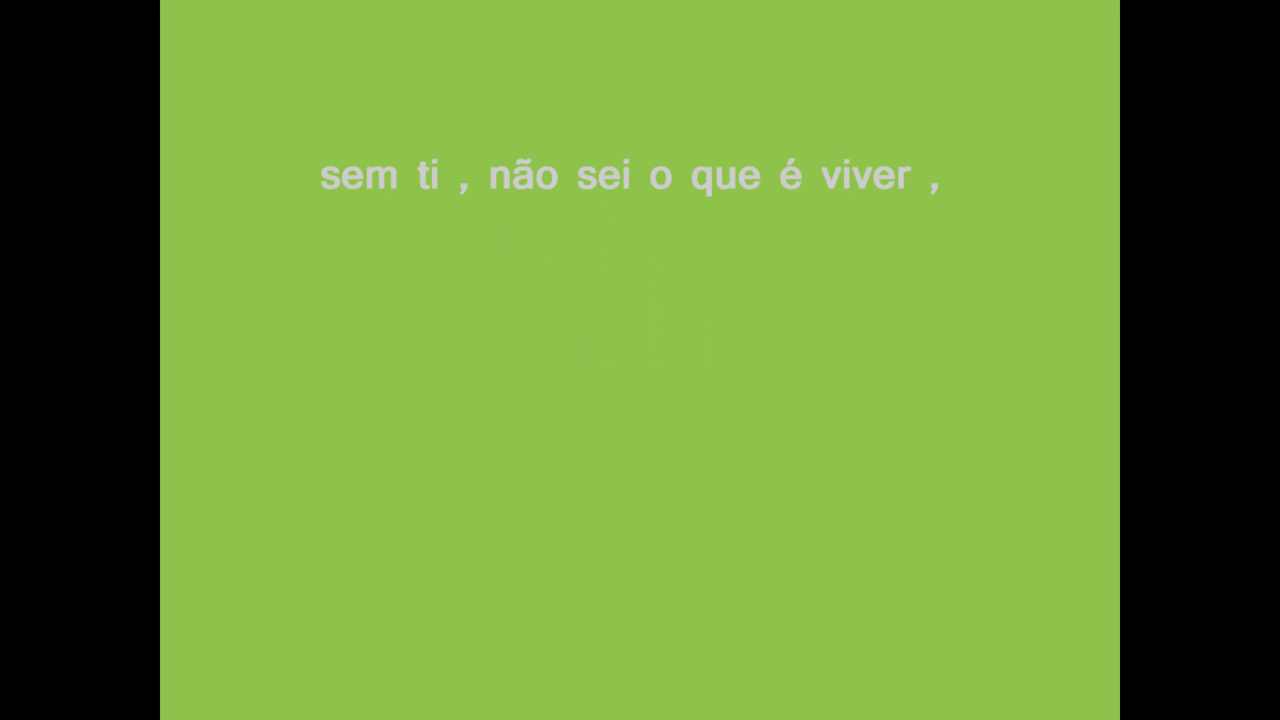 sem ti , não sei o que é viver ,